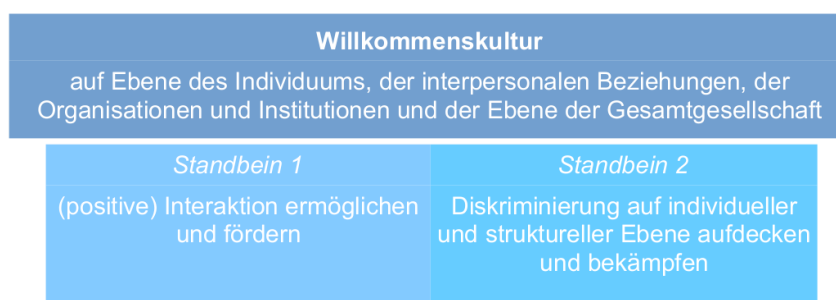 Willkommenskultur
auf Ebene des Individuums, der interpersonalen Beziehungen, der
Organisationen und Institutionen und der Ebene der Gesamtgesellschaft
Standbein 1
(positive) Interaktion ermöglichen
und fördern
Standbein 2
Diskriminierung auf individueller
und struktureller Ebene aufdecken
und bekämpfen